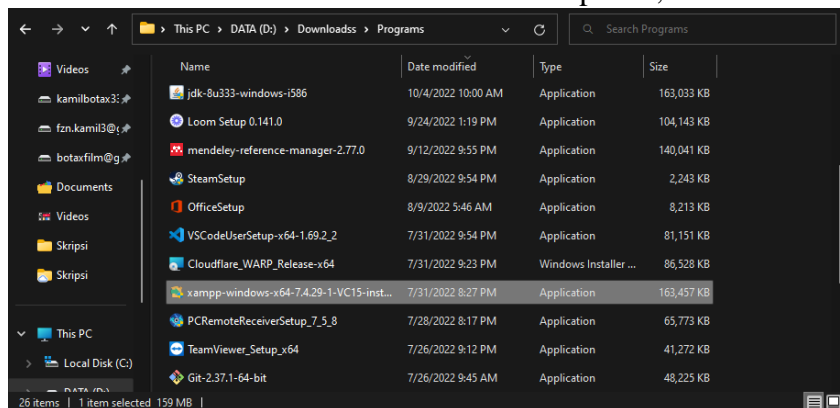 This PC > DATA (D:) > Downloadss > Programs
Search Programs
Name Date modified Type Size
Videos
kamilbotax3
fzn.kamil3@g
botaxfilm@g
Documents
Videos
Skripsi
Skripsi
This PC
Local Disk (C:)
DATA (D:)
jdk-8u333-windows-i586 10/4/2022 10:00 AM Application 163,033 KB
Loom Setup 0.141.0 9/24/2022 1:19 PM Application 104,143 KB
mendeley-reference-manager-2.77.0 9/12/2022 9:55 PM Application 140,041 KB
SteamSetup 8/29/2022 9:54 PM Application 2,243 KB
OfficeSetup 8/9/2022 5:46 AM Application 8,213 KB
VSCodeUserSetup-x64-1.69.2_2 7/31/2022 9:54 PM Application 81,151 KB
Cloudflare_WARP_Release-x64 7/31/2022 9:23 PM Windows Installer ... 86,528 KB
xampp-windows-x64-7.4.29-1-VC15-inst... 7/31/2022 8:27 PM Application 163,457 KB
PCRemoteReceiverSetup_7_5_8 7/28/2022 8:17 PM Application 65,773 KB
TeamViewer_Setup_x64 7/26/2022 9:12 PM Application 41,272 KB
Git-2.37.1-64-bit 7/26/2022 9:45 AM Application 48,225 KB
26 items | 1 item selected 159 MB |